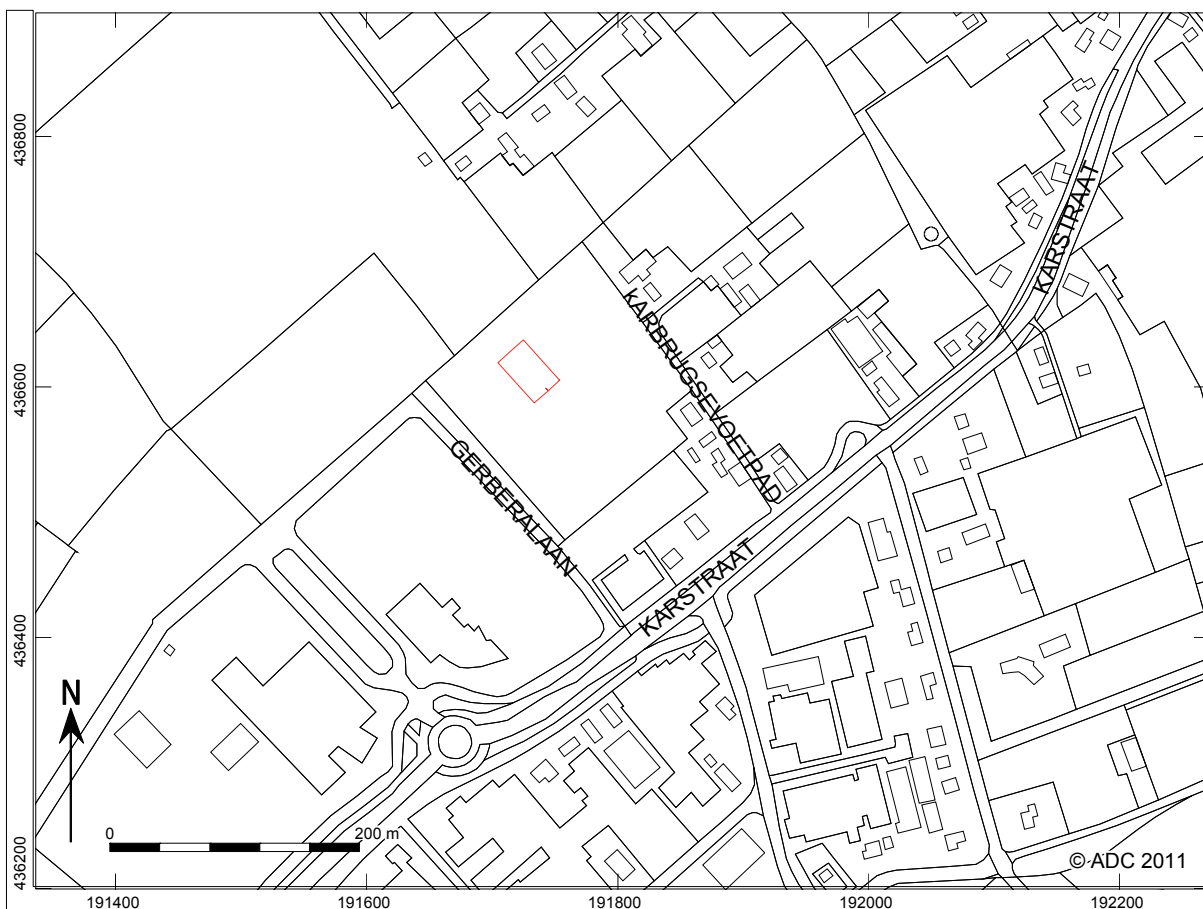 436800
436600
436400
436200
KARSTRAAT
kARBRUGSEVOETPAD
GERBERALAAN
KARSTRAAT
N
0
200 m
© ADC 2011
191400
191600
191800
192000
192200